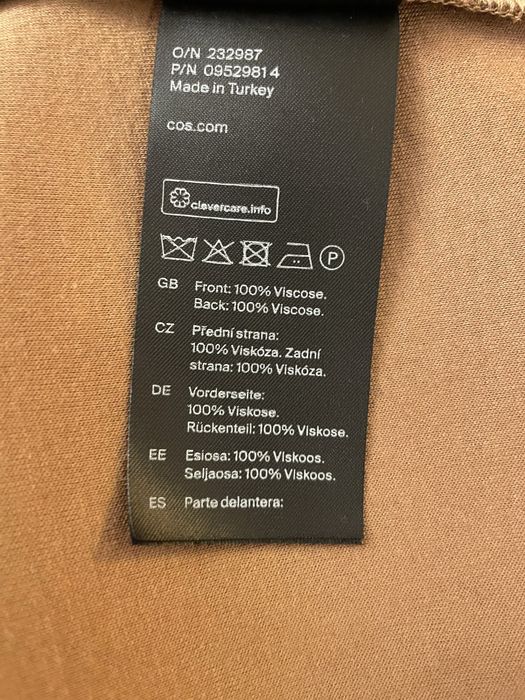 O/N 232987
P/N 09529814
Made in Turkey
cos.com
clevercare.info
P
GB Front: 100% Viscose.
Back: 100% Viscose.
CZ Přední strana:
100% Viskóza. Zadní
strana: 100% Viskóza.
DE Vorderseite:
100% Viskose.
Rückenteil: 100% Viskose.
EE Esiosa: 100% Viskoos.
Seljaosa: 100% Viskoos.
ES Parte delantera: